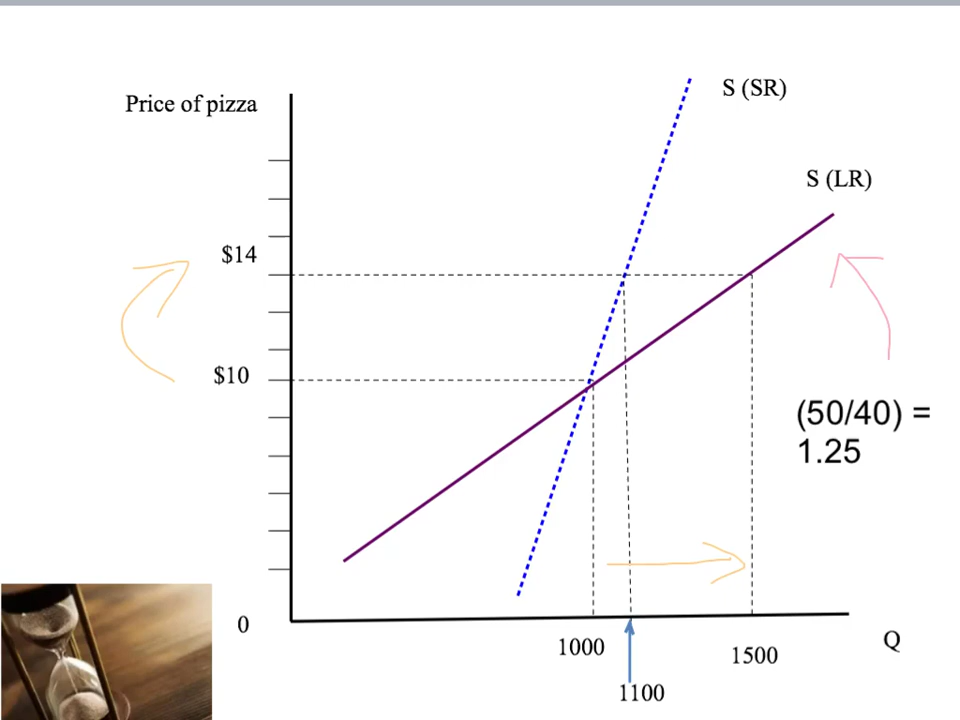 S (SR)
Price of pizza
S (LR)
$14
$10
(50/40) =
1.25
0
1000
1500
Q
1100